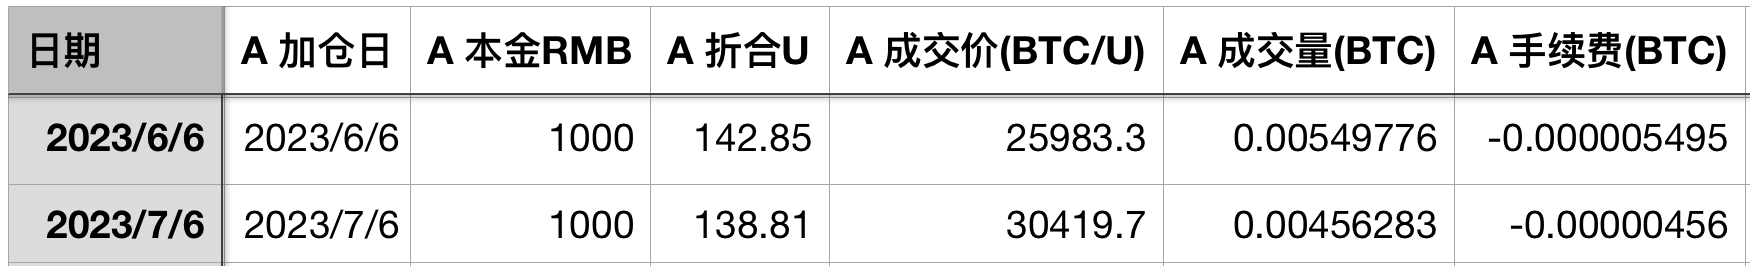 日期 A 加仓日 A 本金RMB A 折合U A 成交价(BTC/U) A 成交量(BTC) A 手续费(BTC)
2023/6/6 2023/6/6 1000 142.85 25983.3 0.00549776 -0.000005495
2023/7/6 2023/7/6 1000 138.81 30419.7 0.00456283 -0.00000456